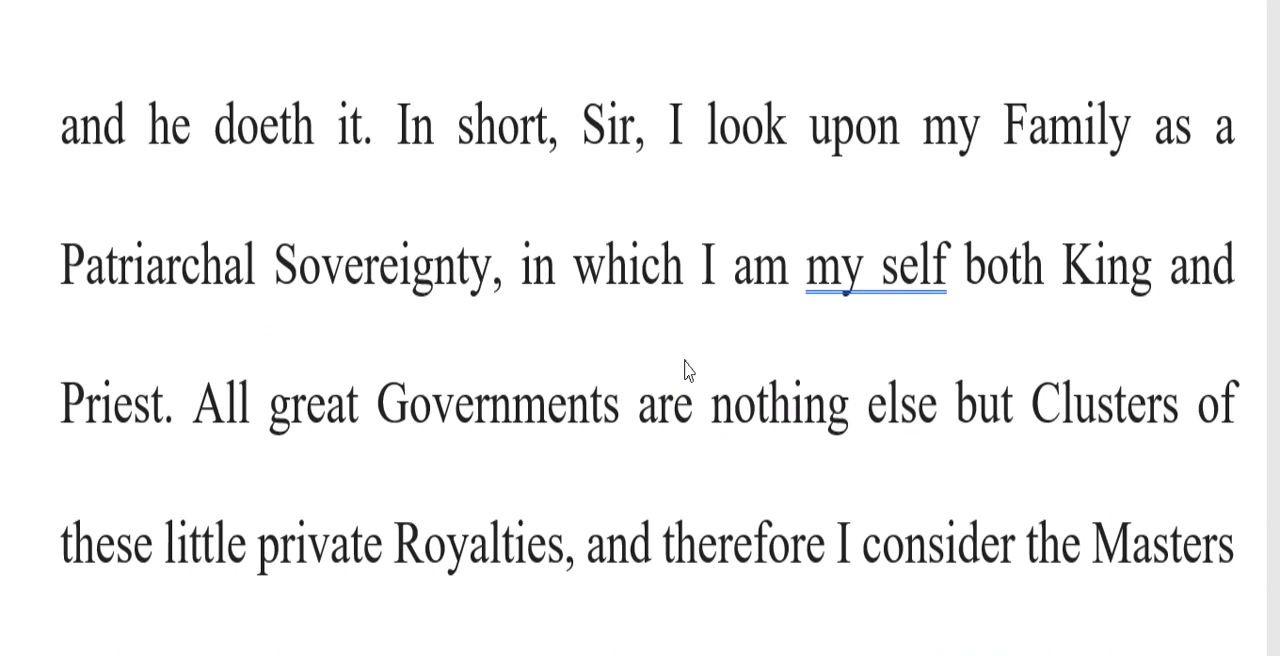 and he doeth it. In short, Sir, I look upon my Family as a
Patriarchal Sovereignty, in which I am my self both King and
Priest. All great Governments are nothing else but Clusters of
these little private Royalties, and therefore I consider the Masters